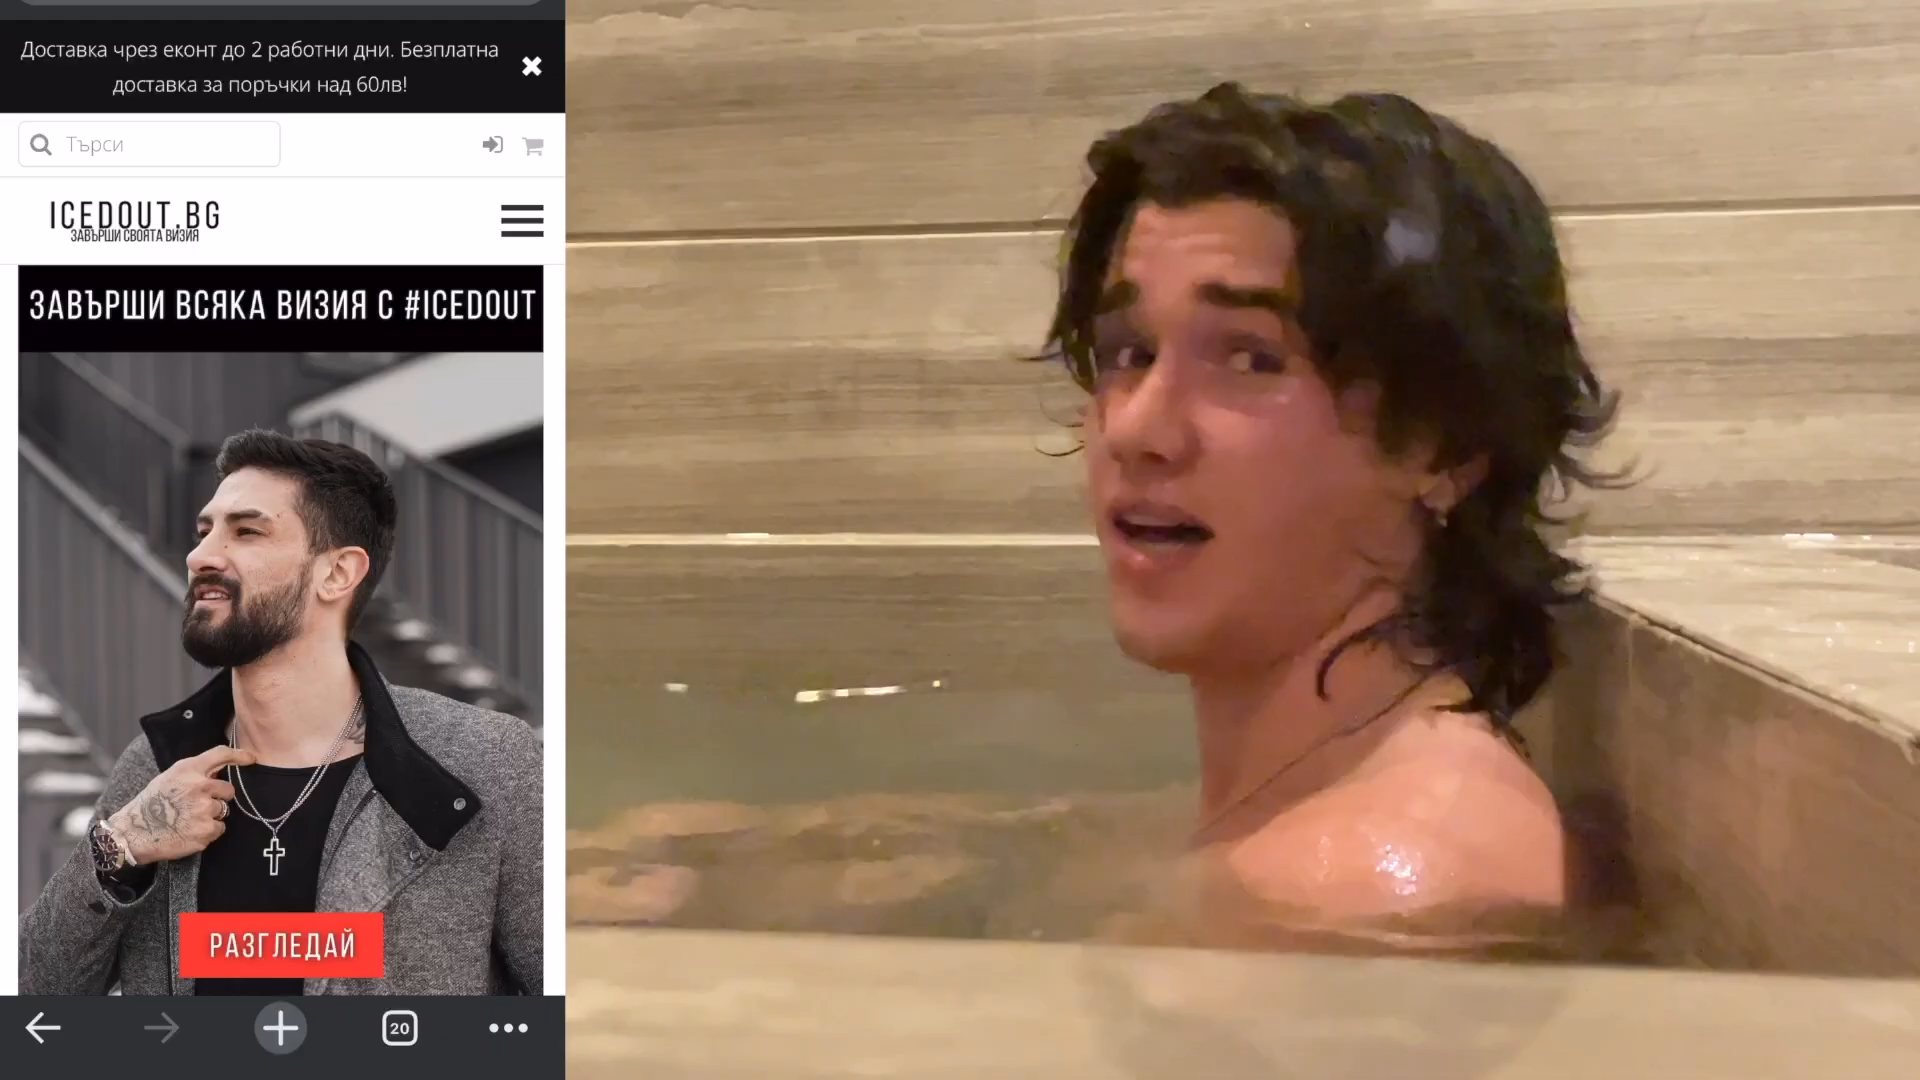 Доставка чрез еконт до 2 работни дни. Безплатна
доставка за поръчки над 60лв!
Търси
ICEDOUT.BG
ЗАВЪРШИ СВОЯТА ВИЗИЯ
ЗАВЪРШИ ВСЯКА ВИЗИЯ С #ICEDOUT
РАЗГЛЕДАЙ
20